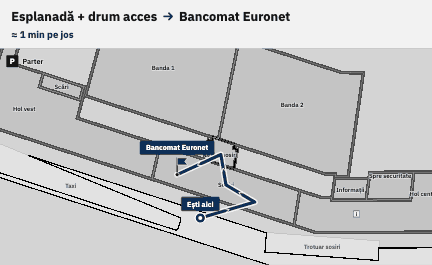 Esplanadă + drum acces → Bancomat Euronet
≈ 1 min pe jos
P Parter
Banda 1
Scări
Hol vest
Banda 2
Bancomat Euronet
Taxi
Ești aici
Informații
Spre securitate
Hol cent
i
Trotuar sosiri